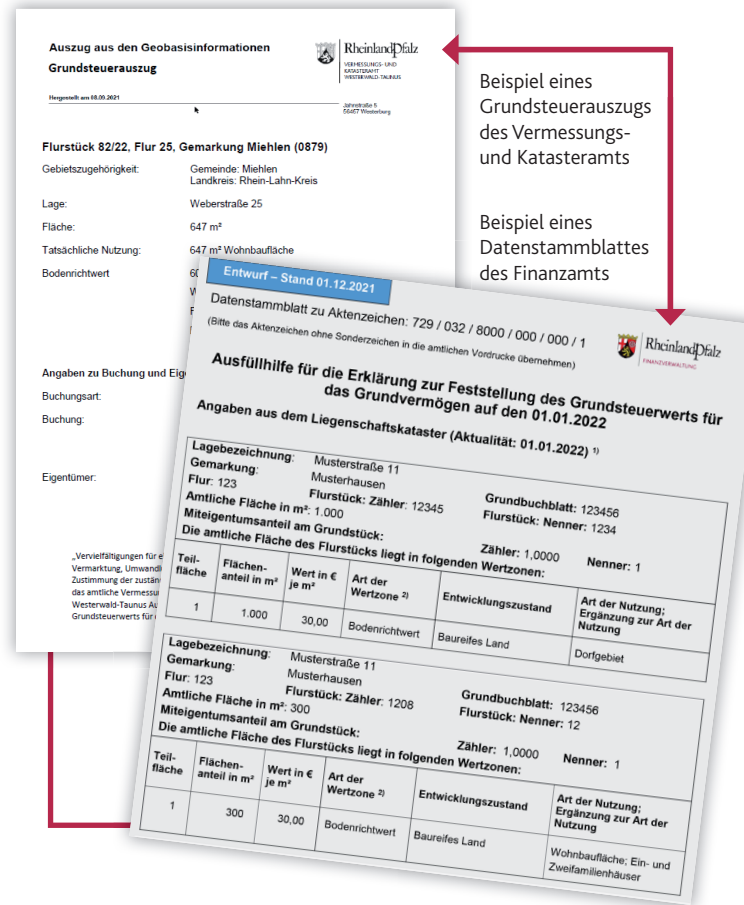 Auszug aus den Geobasisinformationen
Grundsteuerauszug
RheinlandPfalz
VERMESSUNGS- UND
KATASTERAMT
WESTERWALD-TAUNUS
Hergestellt am 08.09.2021
Jahnstraße 5
56457 Westerburg
Flurstück 82/22, Flur 25, Gemarkung Miehlen (0879)
Gebietszugehörigkeit: Gemeinde: Miehlen
Landkreis: Rhein-Lahn-Kreis
Lage: Weberstraße 25
Fläche: 647 m²
Tatsächliche Nutzung: 647 m² Wohnbaufläche
Bodenrichtwert
Angaben zu Buchung und
Buchungsart:
Buchung:
Eigentümer:
„Vervielfältigungen für
Vermarktung,
Zustimmung der
das amtliche
Westerwald-Taunus
Grundsteuerwerts für
Beispiel eines
Grundsteuerauszugs
des Vermessungs-
und Katasteramts
Beispiel eines
Datenstammblattes
des Finanzamts
Entwurf – Stand 01.12.2021
Datenstammblatt zu Aktenzeichen: 729 / 032 / 8000 / 000 / 000 / 1
(Bitte das Aktenzeichen ohne Sonderzeichen in die amtlichen Vordrucke übernehmen)
RheinlandPfalz
FINANZVERWALTUNG
Ausfüllhilfe für die Erklärung zur Feststellung des Grundsteuerwerts für
das Grundvermögen auf den 01.01.2022
Angaben aus dem Liegenschaftskataster (Aktualität: 01.01.2022) 1)
Lagebezeichnung: Musterstraße 11
Gemarkung: Musterhausen Grundbuchblatt: 123456
Flur: 123 Flurstück: Zähler: 12345 Flurstück: Nenner: 1234
Amtliche Fläche in m²: 1.000
Miteigentumsanteil am Grundstück: Zähler: 1,0000 Nenner: 1
Die amtliche Fläche des Flurstücks liegt in folgenden Wertzonen:
Teil-
fläche
Flächen-
anteil in m²
Wert in €
je m²
Art der
Wertzone 2)
Entwicklungszustand
Art der Nutzung;
Ergänzung zur Art der
Nutzung
1 1.000 30,00 Bodenrichtwert Baureifes Land Dorfgebiet
Lagebezeichnung: Musterstraße 11
Gemarkung: Musterhausen Grundbuchblatt: 123456
Flur: 123 Flurstück: Zähler: 1208 Flurstück: Nenner: 12
Amtliche Fläche in m²: 300
Miteigentumsanteil am Grundstück: Zähler: 1,0000 Nenner: 1
Die amtliche Fläche des Flurstücks liegt in folgenden Wertzonen:
Teil-
fläche
Flächen-
anteil in m²
Wert in €
je m²
Art der
Wertzone 2)
Entwicklungszustand
Art der Nutzung;
Ergänzung zur Art der
Nutzung
1 300 30,00 Bodenrichtwert Baureifes Land Wohnbaufläche; Ein- und
Zweifamilienhäuser